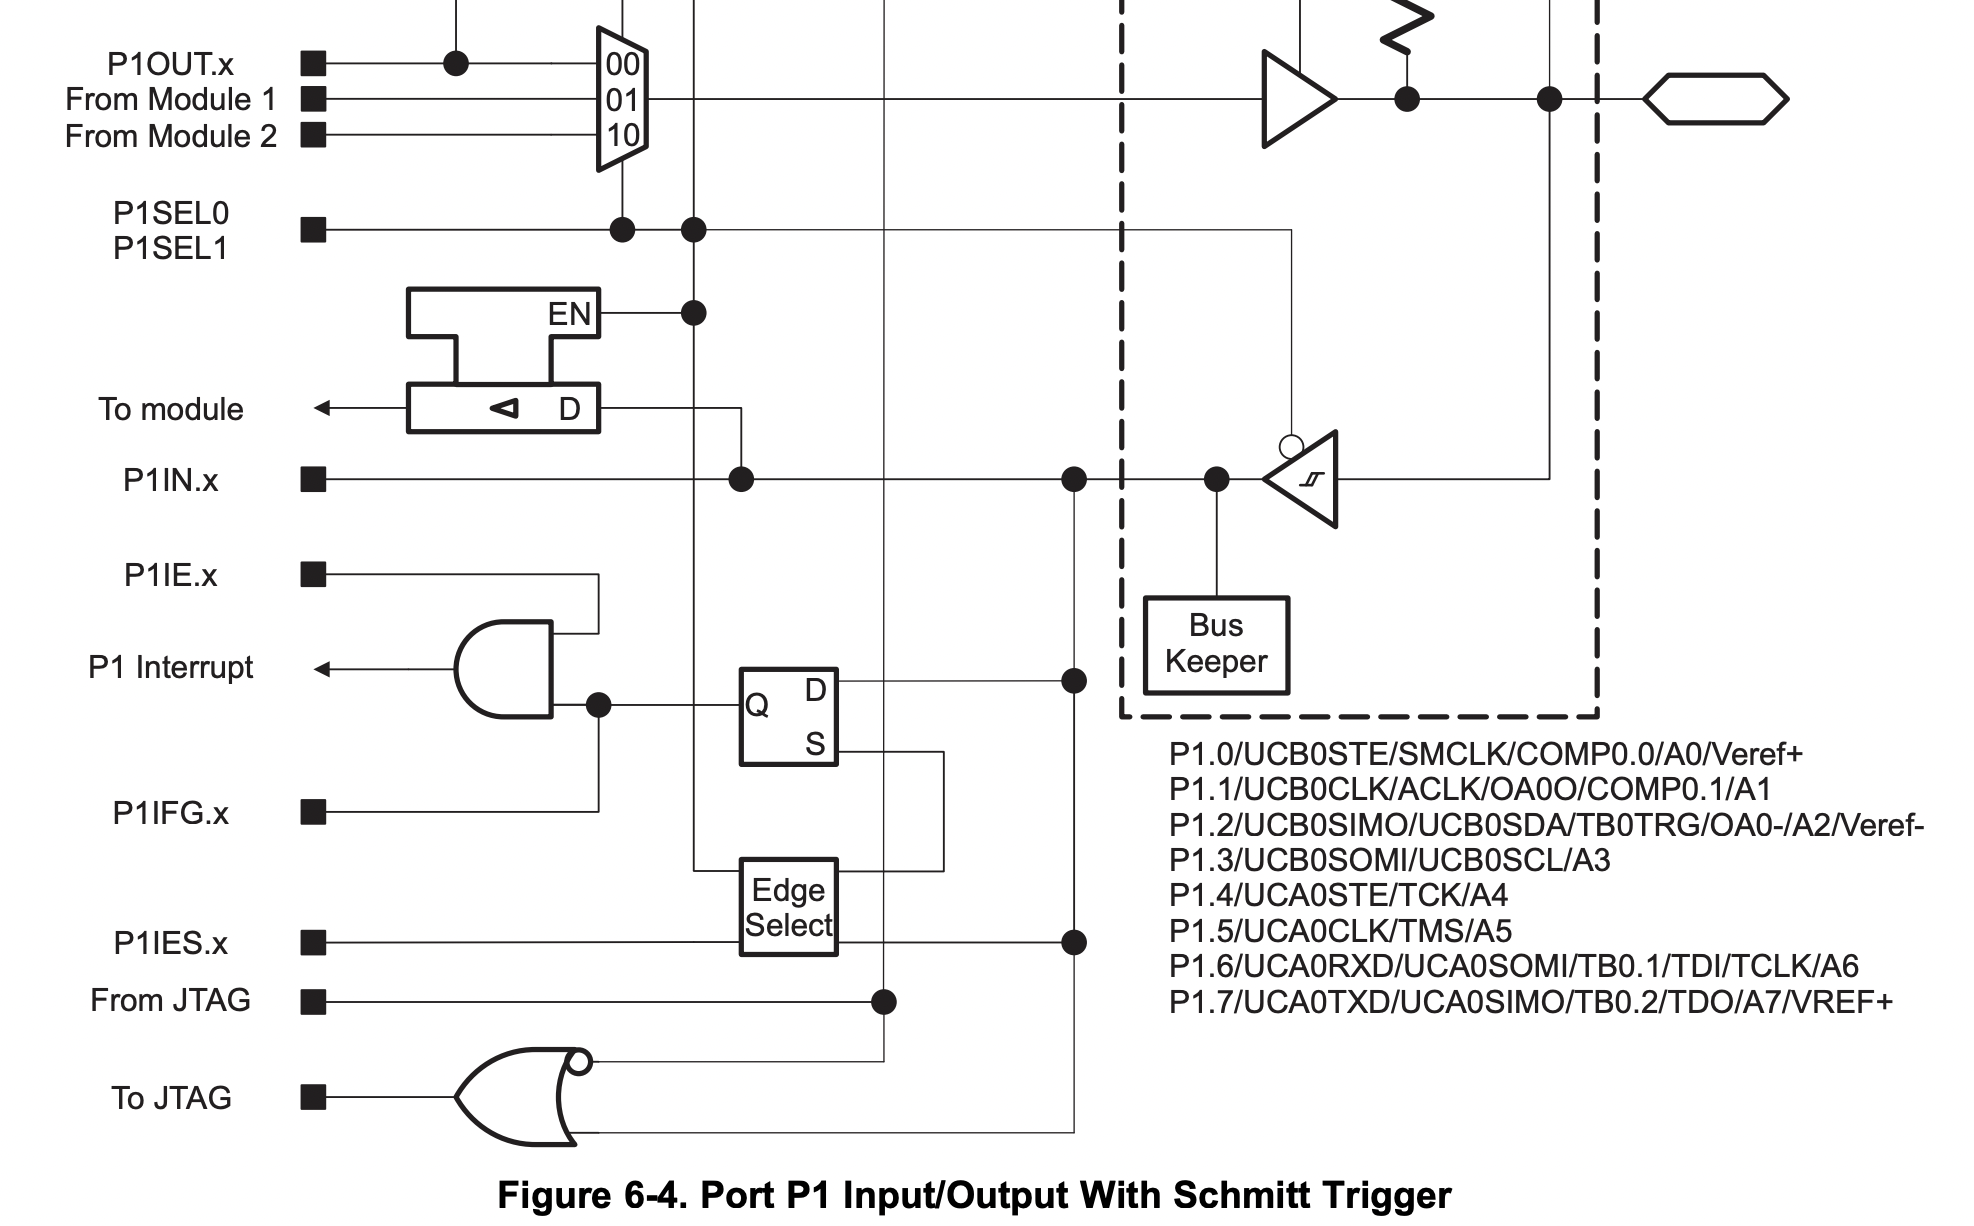 P1OUT.x
00
From Module 1
01
From Module 2
10
P1SEL0
P1SEL1
EN
To module
D
P1IN.x
P1IE.x
Bus
Keeper
P1 Interrupt
D
Q
S
P1IFG.x
Edge
Select
P1IES.x
From JTAG
To JTAG
P1.0/UCB0STE/SMCLK/COMP0.0/A0/Veref+
P1.1/UCB0CLK/ACLK/OA0O/COMP0.1/A1
P1.2/UCB0SIMO/UCB0SDA/TB0TRG/OA0-/A2/Veref-
P1.3/UCB0SOMI/UCB0SCL/A3
P1.4/UCA0STE/TCK/A4
P1.5/UCA0CLK/TMS/A5
P1.6/UCA0RXD/UCA0SOMI/TB0.1/TDI/TCLK/A6
P1.7/UCA0TXD/UCA0SIMO/TB0.2/TDO/A7/VREF+
Figure 6-4. Port P1 Input/Output With Schmitt Trigger